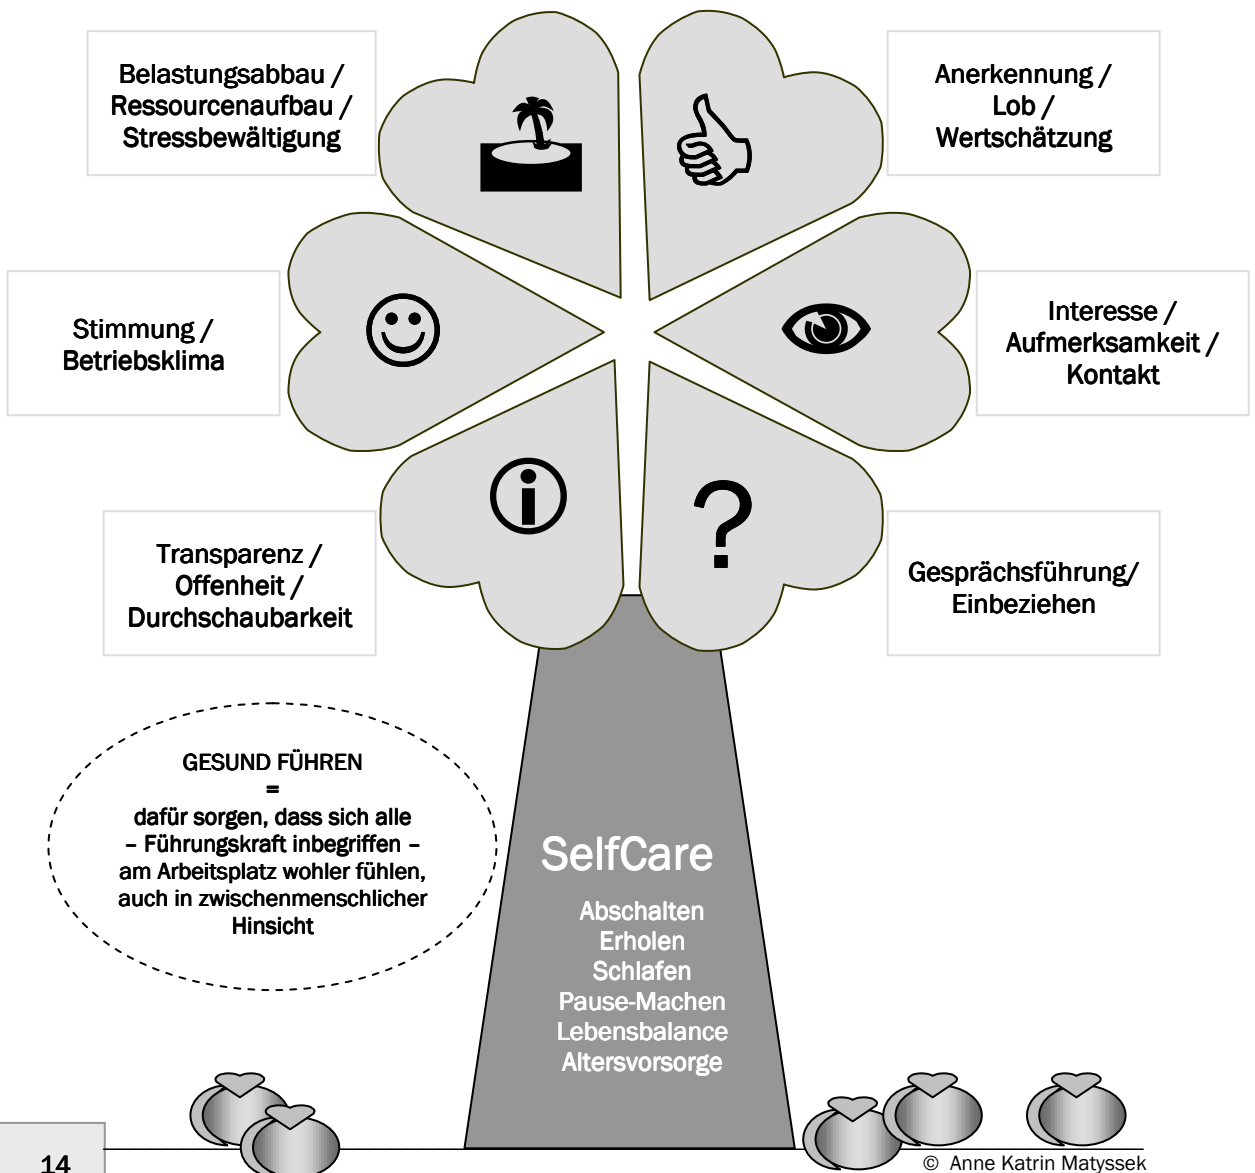 Belastungsabbau /
Ressourcenaufbau /
Stressbewältigung
Anerkennung /
Lob /
Wertschätzung
Stimmung /
Betriebsklima
Interesse /
Aufmerksamkeit /
Kontakt
Transparenz /
Offenheit /
Durchschaubarkeit
?
Gesprächsführung/
Einbeziehen
GESUND FÜHREN
=
dafür sorgen, dass sich alle
– Führungskraft inbegriffen –
am Arbeitsplatz wohler fühlen,
auch in zwischenmenschlicher
Hinsicht
SelfCare
Abschalten
Erholen
Schlafen
Pause-Machen
Lebensbalance
Altersvorsorge
14
© Anne Katrin Matyssek